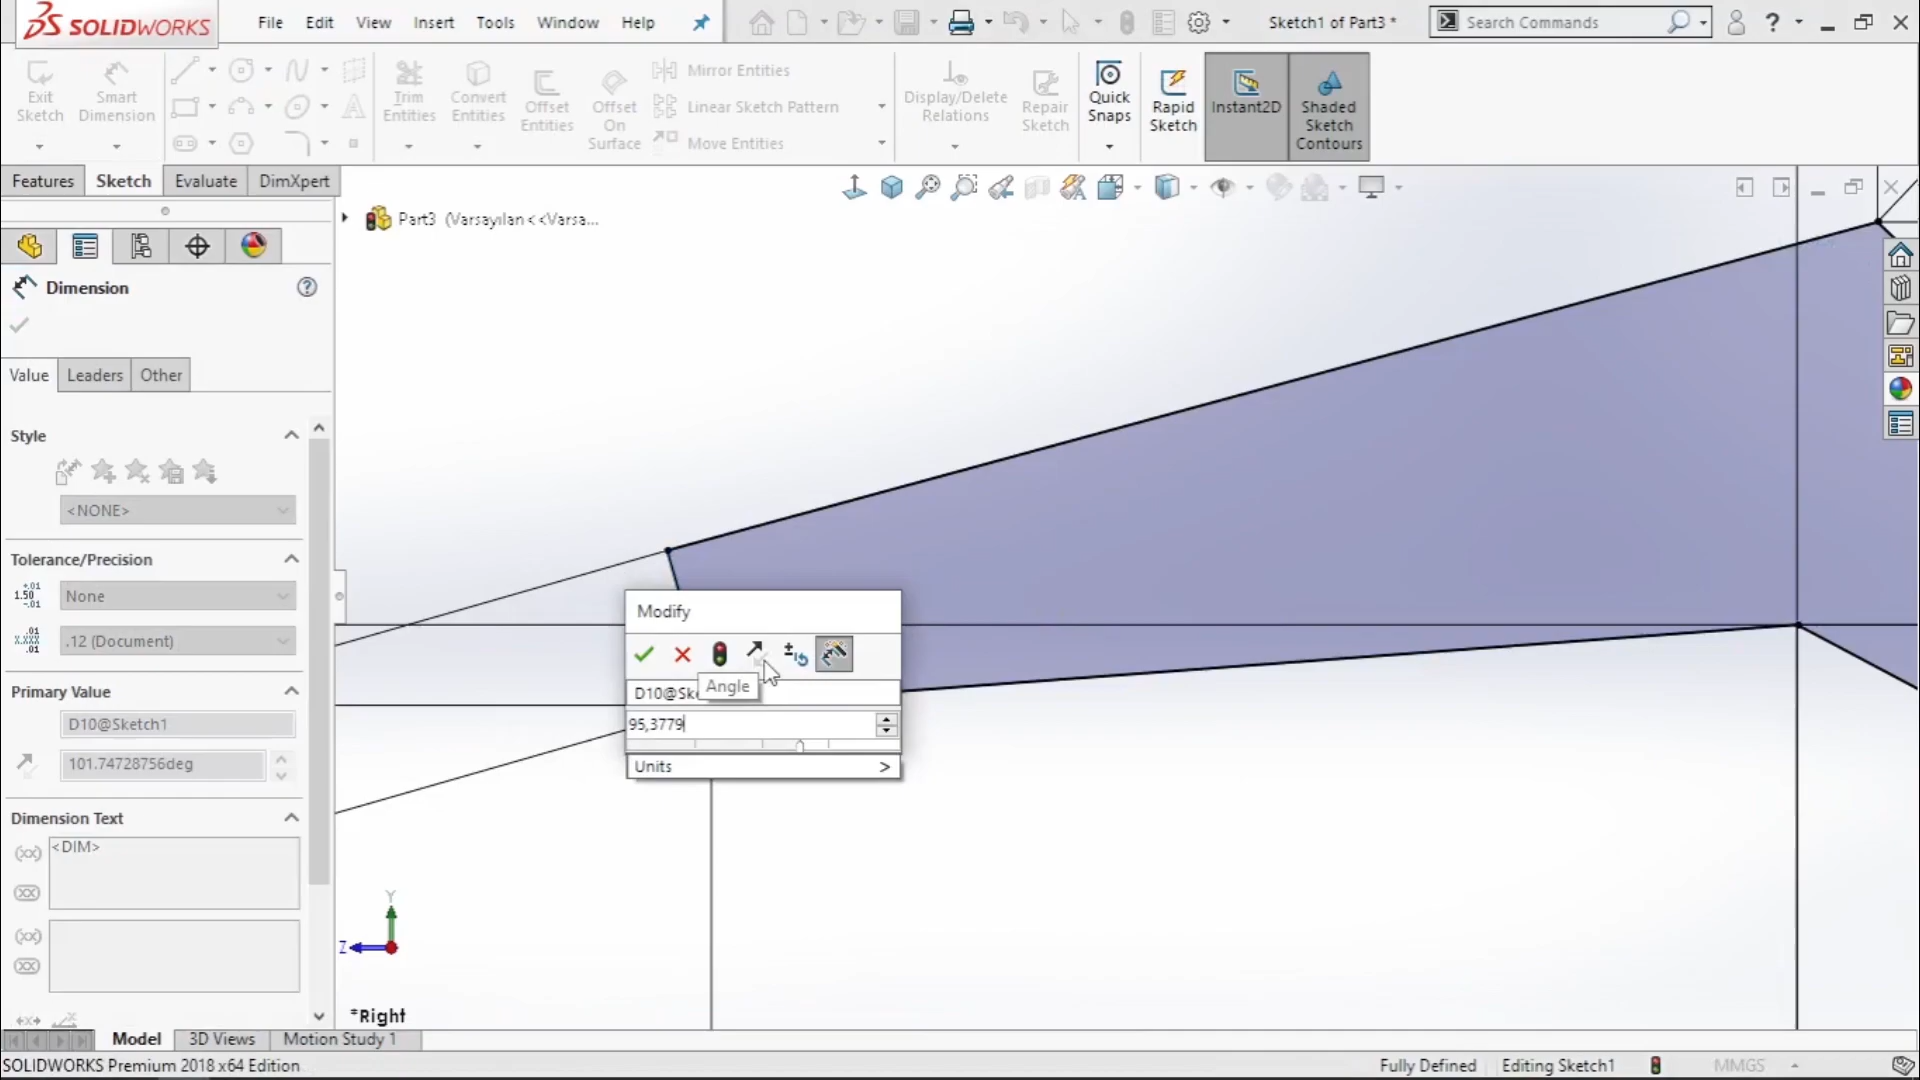 SOLIDWORKS File Edit View Insert Tools Window Help Sketch1 of Part3 * Search Commands ?
Exit Sketch
Smart Dimension
Trim Entities
Convert Entities
Offset Entities
Offset On Surface
Mirror Entities
Linear Sketch Pattern
Move Entities
Display/Delete Relations
Repair Sketch
Quick Snaps
Rapid Sketch
Instant2D
Shaded Sketch Contours
Features Sketch Evaluate DimXpert
Part3 (Varsayılan<<Varsa...
Dimension
Value Leaders Other
Style
<NONE>
Tolerance/Precision
None
.12 (Document)
Primary Value
D10@Sketch1
101.74728756deg
Dimension Text
<DIM>
Modify
Angle
D10@Ske
95,3779
Units >
Y
Z
*Right
Model 3D Views Motion Study 1
SOLIDWORKS Premium 2018 x64 Edition Fully Defined Editing Sketch1 MMGS